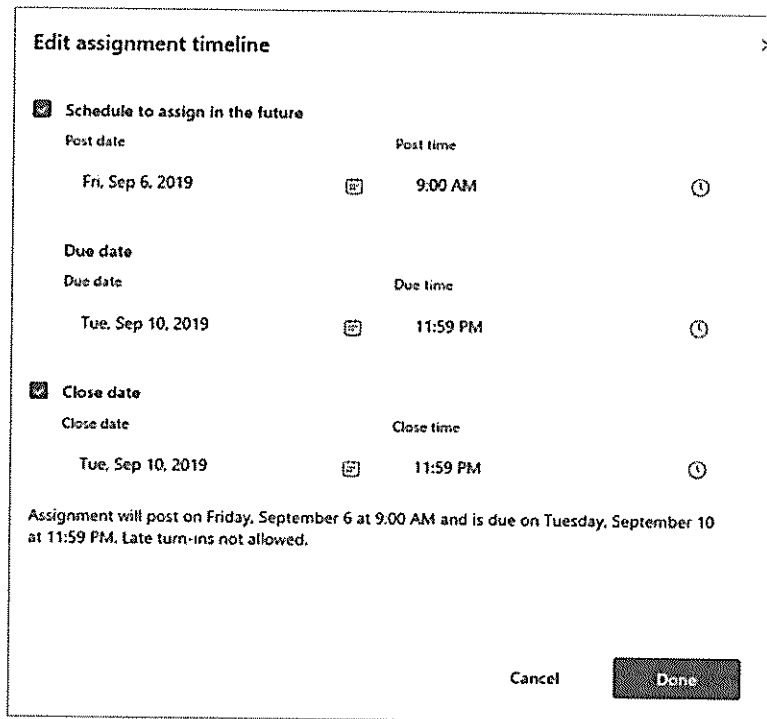 Edit assignment timeline
Schedule to assign in the future
Post date Post time
Fri, Sep 6, 2019 9:00 AM
Due date
Due date Due time
Tue, Sep 10, 2019 11:59 PM
Close date
Close date Close time
Tue, Sep 10, 2019 11:59 PM
Assignment will post on Friday, September 6 at 9:00 AM and is due on Tuesday, September 10
at 11:59 PM. Late turn-ins not allowed.
Cancel Done